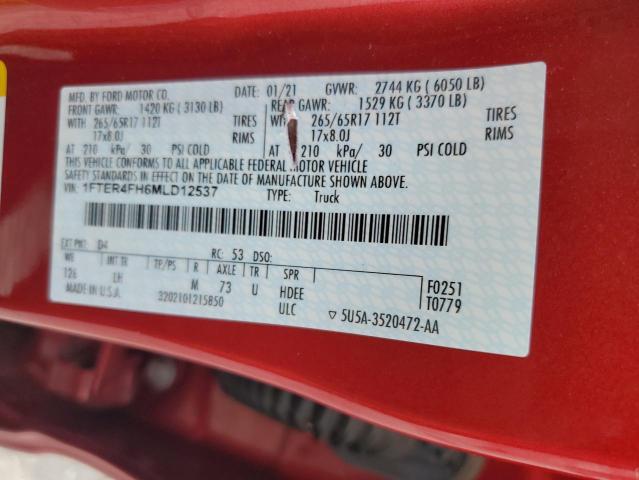 MFD. BY FORD MOTOR CO. DATE: 01/21 GVWR: 2744 KG ( 6050 LB)
FRONT GAWR: 1420 KG ( 3130 LB) REAR GAWR: 1529 KG ( 3370 LB)
WITH 265/65R17 112T TIRES 265/65R17 112T TIRES
17x8.0J RIMS 17x8.0J RIMS
AT 210 kPa/ 30 PSI COLD AT 210 kPa/ 30 PSI COLD
THIS VEHICLE CONFORMS TO ALL APPLICABLE FEDERAL MOTOR VEHICLE
SAFETY STANDARDS IN EFFECT ON THE DATE OF MANUFACTURE SHOWN ABOVE.
VIN: 1FTER4FH6MLD12537 TYPE: Truck
EXT PNT: D4 RC: 53 DSO:
WB INT TR TP/PS R AXLE TR SPR
126 LH M 73 U HDEE F0251
MADE IN U.S.A. 3202101215850 ULC T0779
▽ 5U5A-3520472-AA